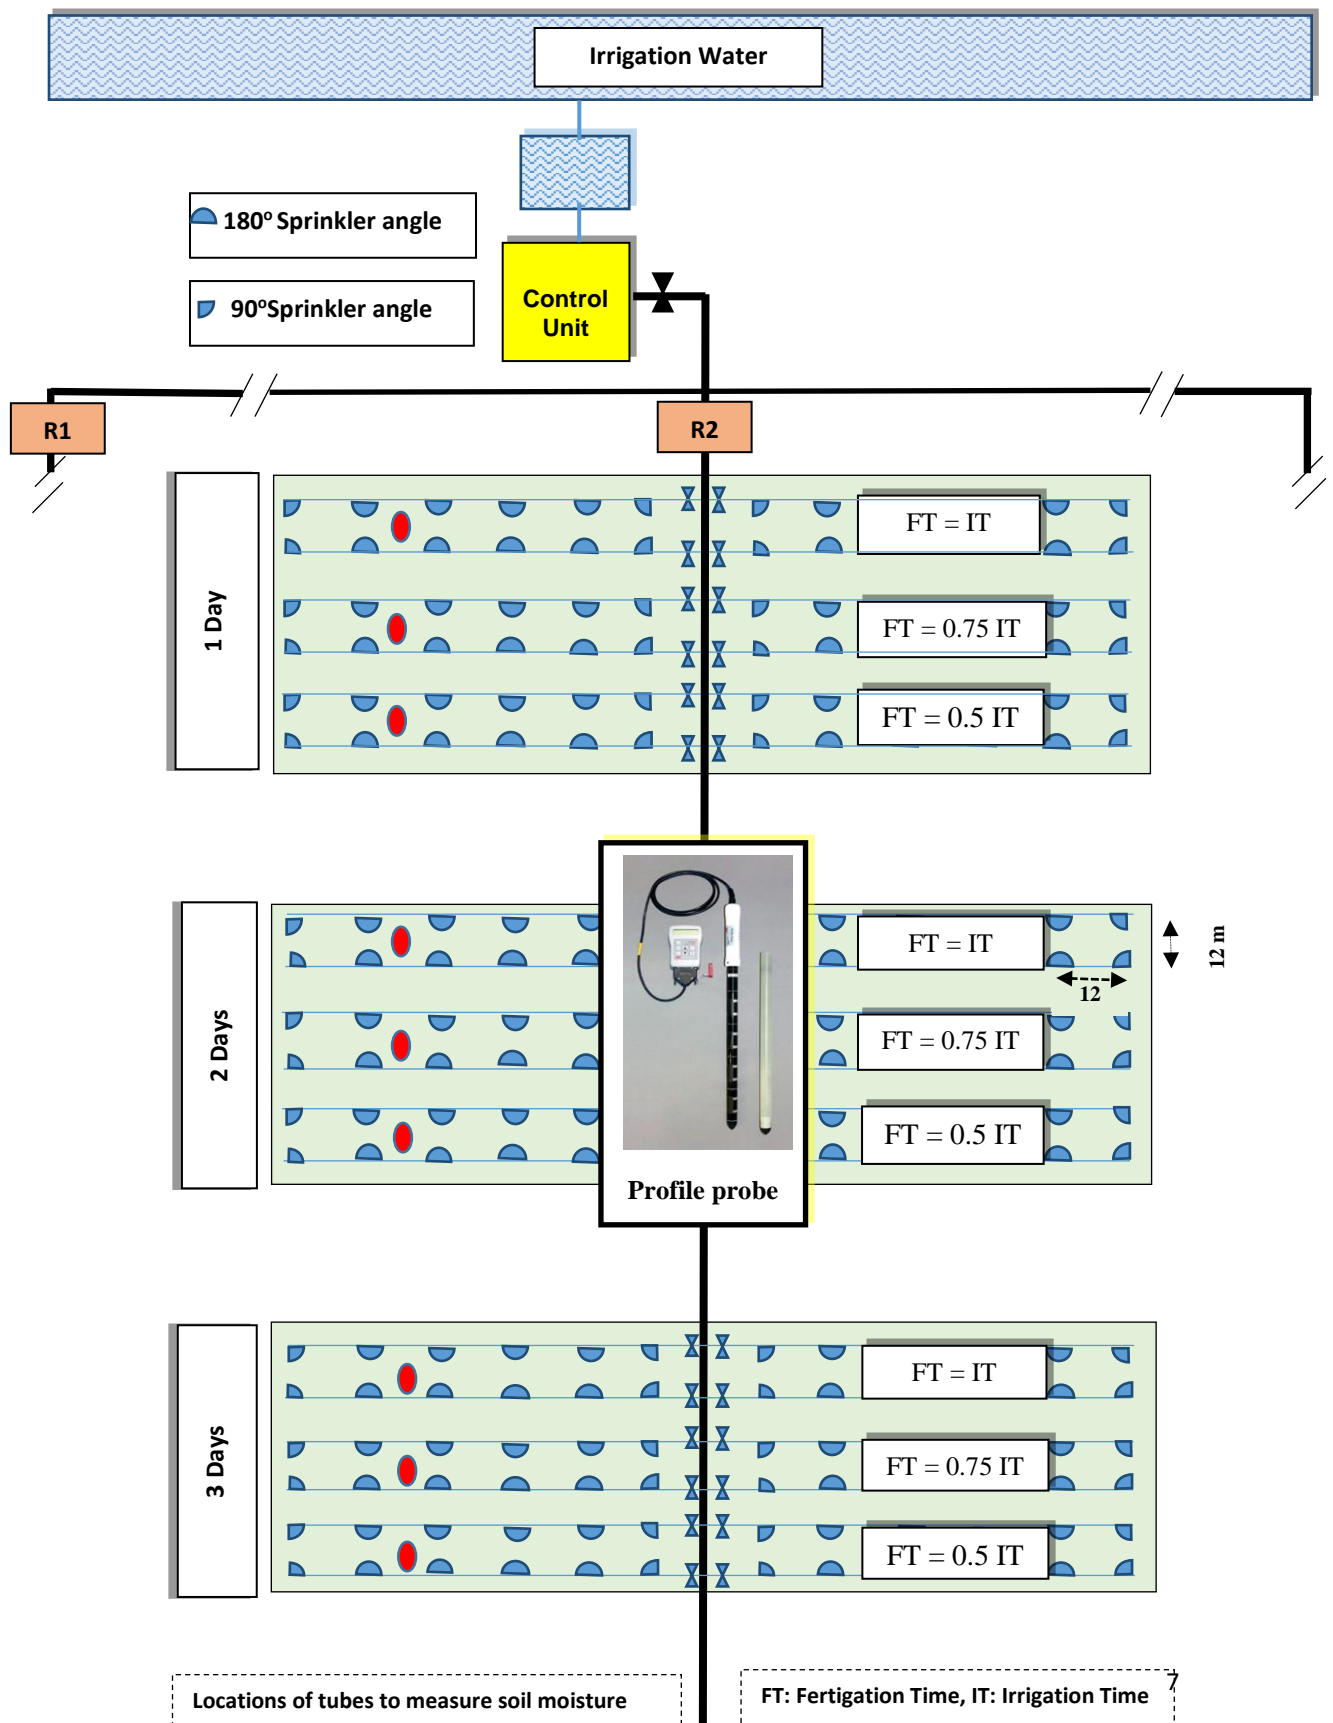 Irrigation Water
180º Sprinkler angle
90ºSprinkler angle
Control
Unit
R1
R2
1 Day
FT = IT
FT = 0.75 IT
FT = 0.5 IT
2 Days
FT = IT
12 m
12
FT = 0.75 IT
FT = 0.5 IT
Profile probe
3 Days
FT = IT
FT = 0.75 IT
FT = 0.5 IT
Locations of tubes to measure soil moisture
FT: Fertigation Time, IT: Irrigation Time
7